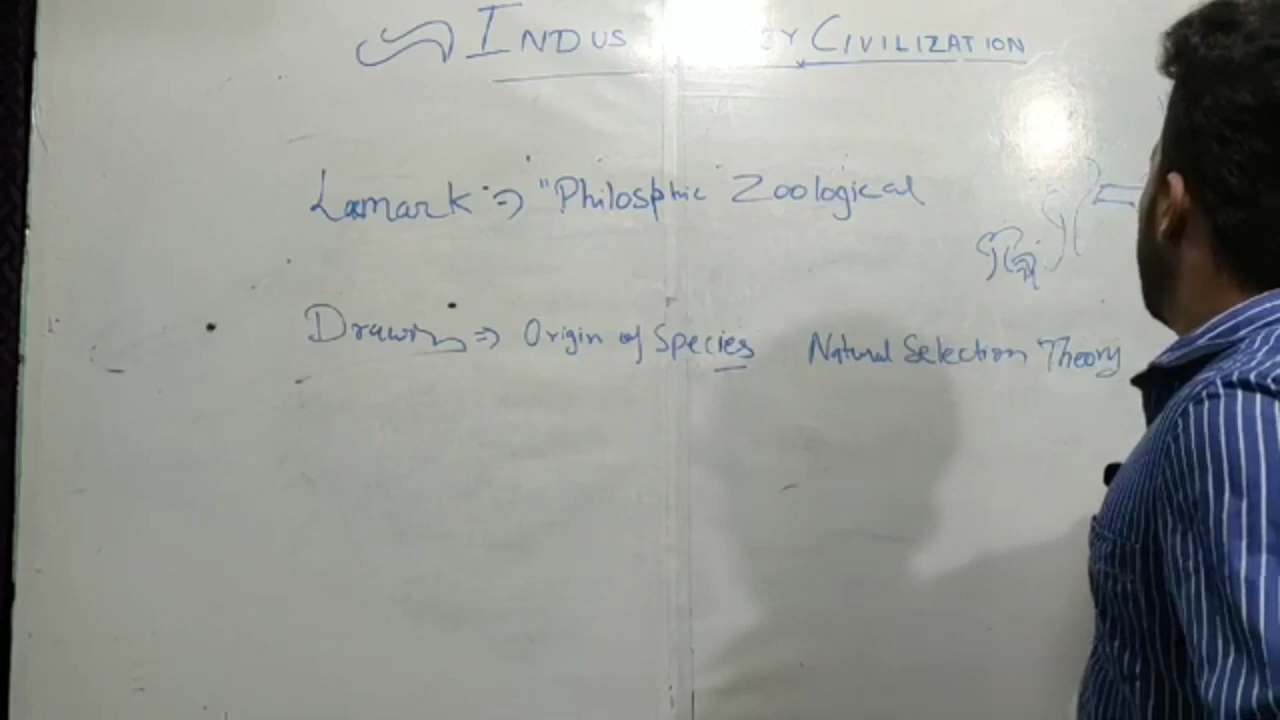 INDUS CIVILIZATION
Lamark => "Philosphic Zoological
Drawin => Origin of Species Natural Selection Theory